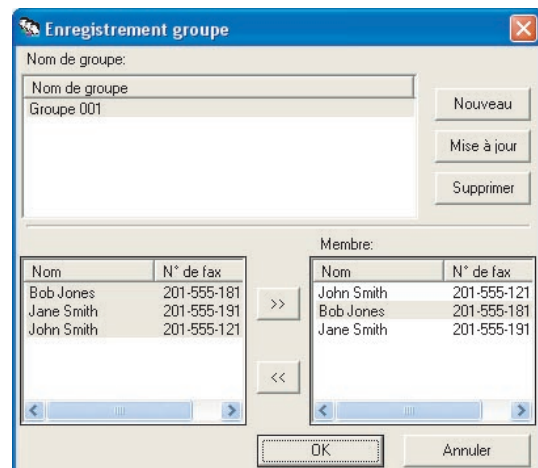 Enregistrement groupe
Nom de groupe:
Nom de groupe
Groupe 001
Nouveau
Mise à jour
Supprimer
Membre:
Nom N° de fax
Bob Jones 201-555-181
Jane Smith 201-555-191
John Smith 201-555-121
>>
<<
Nom N° de fax
John Smith 201-555-121
Bob Jones 201-555-181
Jane Smith 201-555-191
OK
Annuler